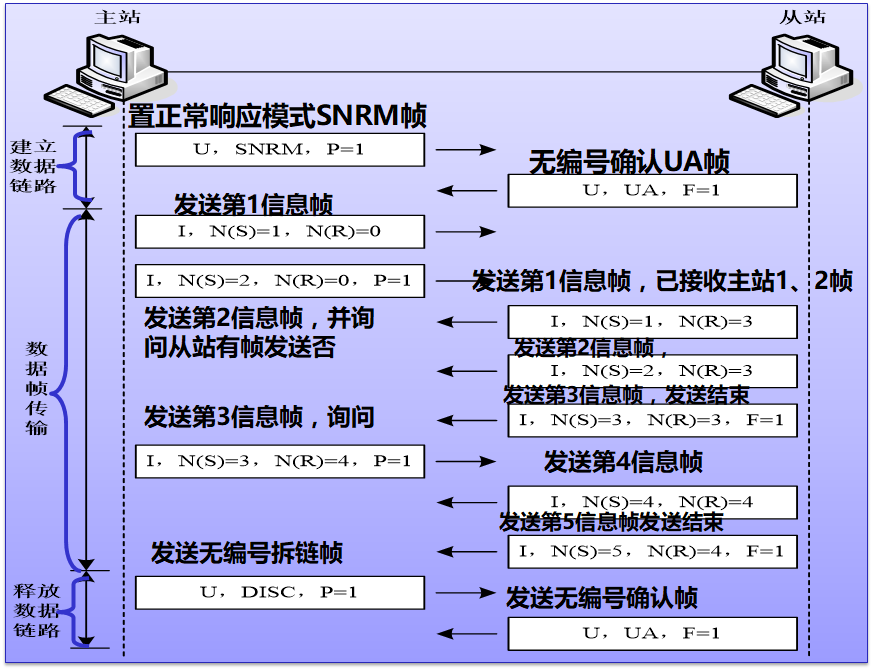 主站
从站
置正常响应模式SNRM帧
建立
数据
链路
U，SNRM，P=1
无编号确认UA帧
U，UA，F=1
发送第1信息帧
I，N(S)=1，N(R)=0
I，N(S)=2，N(R)=0，P=1
发送第1信息帧，已接收主站1、2帧
发送第2信息帧，并询
问从站有帧发送否
I，N(S)=1，N(R)=3
发送第2信息帧，
I，N(S)=2，N(R)=3
数
据
帧
传
输
发送第3信息帧，发送结束
I，N(S)=3，N(R)=3，F=1
发送第3信息帧，询问
I，N(S)=3，N(R)=4，P=1
发送第4信息帧
I，N(S)=4，N(R)=4
发送第5信息帧发送结束
I，N(S)=5，N(R)=4，F=1
发送无编号拆链帧
释放
数据
链路
U，DISC，P=1
发送无编号确认帧
U，UA，F=1